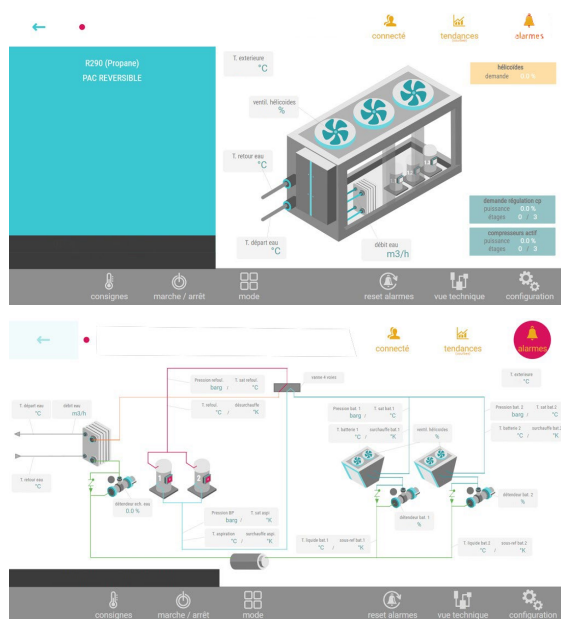 connecté
tendances
alarmes
R290 (Propane)
PAC REVERSIBLE
T. exterieure
°C
ventil. hélicoides
%
T. retour eau
°C
T. départ eau
°C
débit eau
m3/h
hélicoides
demande 0.0 %
demande régulation cp
puissance 0.0 %
étages 0 / 3
compresseurs actif
puissance 0.0 %
étages 0 / 3
consignes
marche / arrêt
mode
reset alarmes
vue technique
configuration
connecté
tendances
alarmes
T. exterieure
°C
Pression refoul. T. sat refoul.
barg / °C
vanne 4 voies
T. refoul. désurchauffe
°C / °K
T. départ eau débit eau
°C m3/h
T. retour eau
°C
détendeur ech. eau
0.0 %
Pression BP T. sat aspi
barg / °K
T. aspiration surchauffe aspi.
°C / °K
Pression bat. 1 T. sat bat.1
barg / °C
T. batterie 1 surchauffe bat.1
°C / °K
ventil. hélicoides
%
Pression bat. 2 T. sat bat.2
barg / °C
T. batterie 2 surchauffe bat.2
°C / °K
détendeur bat. 1
%
détendeur bat. 2
%
T. liquide bat.1 sous-ref bat.1
°C / °K
T. liquide bat.2 sous-ref bat.2
°C / °K
consignes
marche / arrêt
mode
reset alarmes
vue technique
configuration